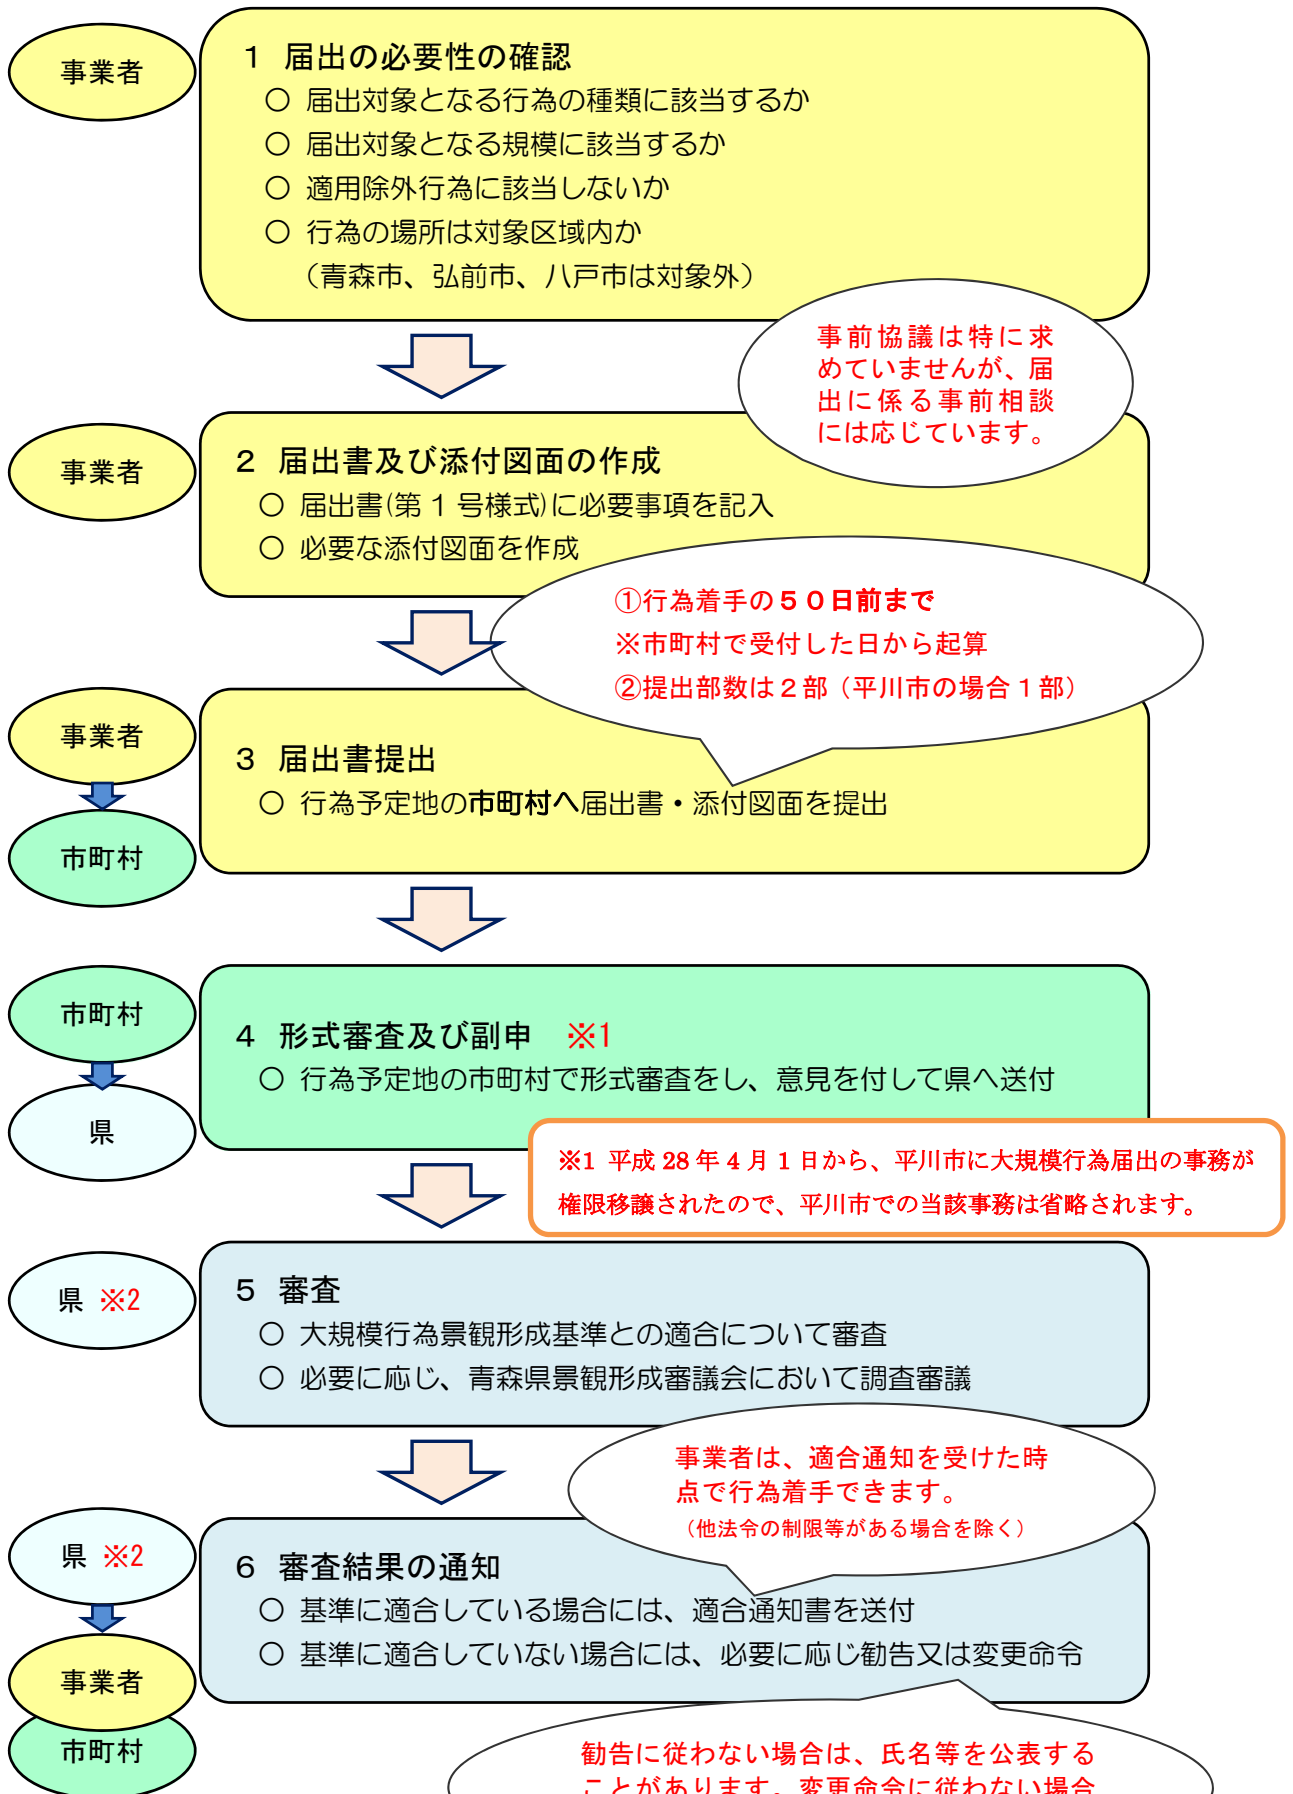 事業者
１ 届出の必要性の確認
○ 届出対象となる行為の種類に該当するか
○ 届出対象となる規模に該当するか
○ 適用除外行為に該当しないか
○ 行為の場所は対象区域内か
（青森市、弘前市、八戸市は対象外）
事前協議は特に求
めていませんが、届
出に係る事前相談
には応じています。
事業者
２ 届出書及び添付図面の作成
○ 届出書(第１号様式)に必要事項を記入
○ 必要な添付図面を作成
①行為着手の５０日前まで
※市町村で受付した日から起算
②提出部数は２部（平川市の場合１部）
事業者
市町村
３ 届出書提出
○ 行為予定地の市町村へ届出書・添付図面を提出
市町村
県
４ 形式審査及び副申 ※1
○ 行為予定地の市町村で形式審査をし、意見を付して県へ送付
※1 平成 28 年 4 月 1 日から、平川市に大規模行為届出の事務が
権限移譲されたので、平川市での当該事務は省略されます。
県 ※2
５ 審査
○ 大規模行為景観形成基準との適合について審査
○ 必要に応じ、青森県景観形成審議会において調査審議
事業者は、適合通知を受けた時
点で行為着手できます。
（他法令の制限等がある場合を除く）
県 ※2
事業者
市町村
６ 審査結果の通知
○ 基準に適合している場合には、適合通知書を送付
○ 基準に適合していない場合には、必要に応じ勧告又は変更命令
勧告に従わない場合は、氏名等を公表する
ことがあります。変更命令に従わない場合